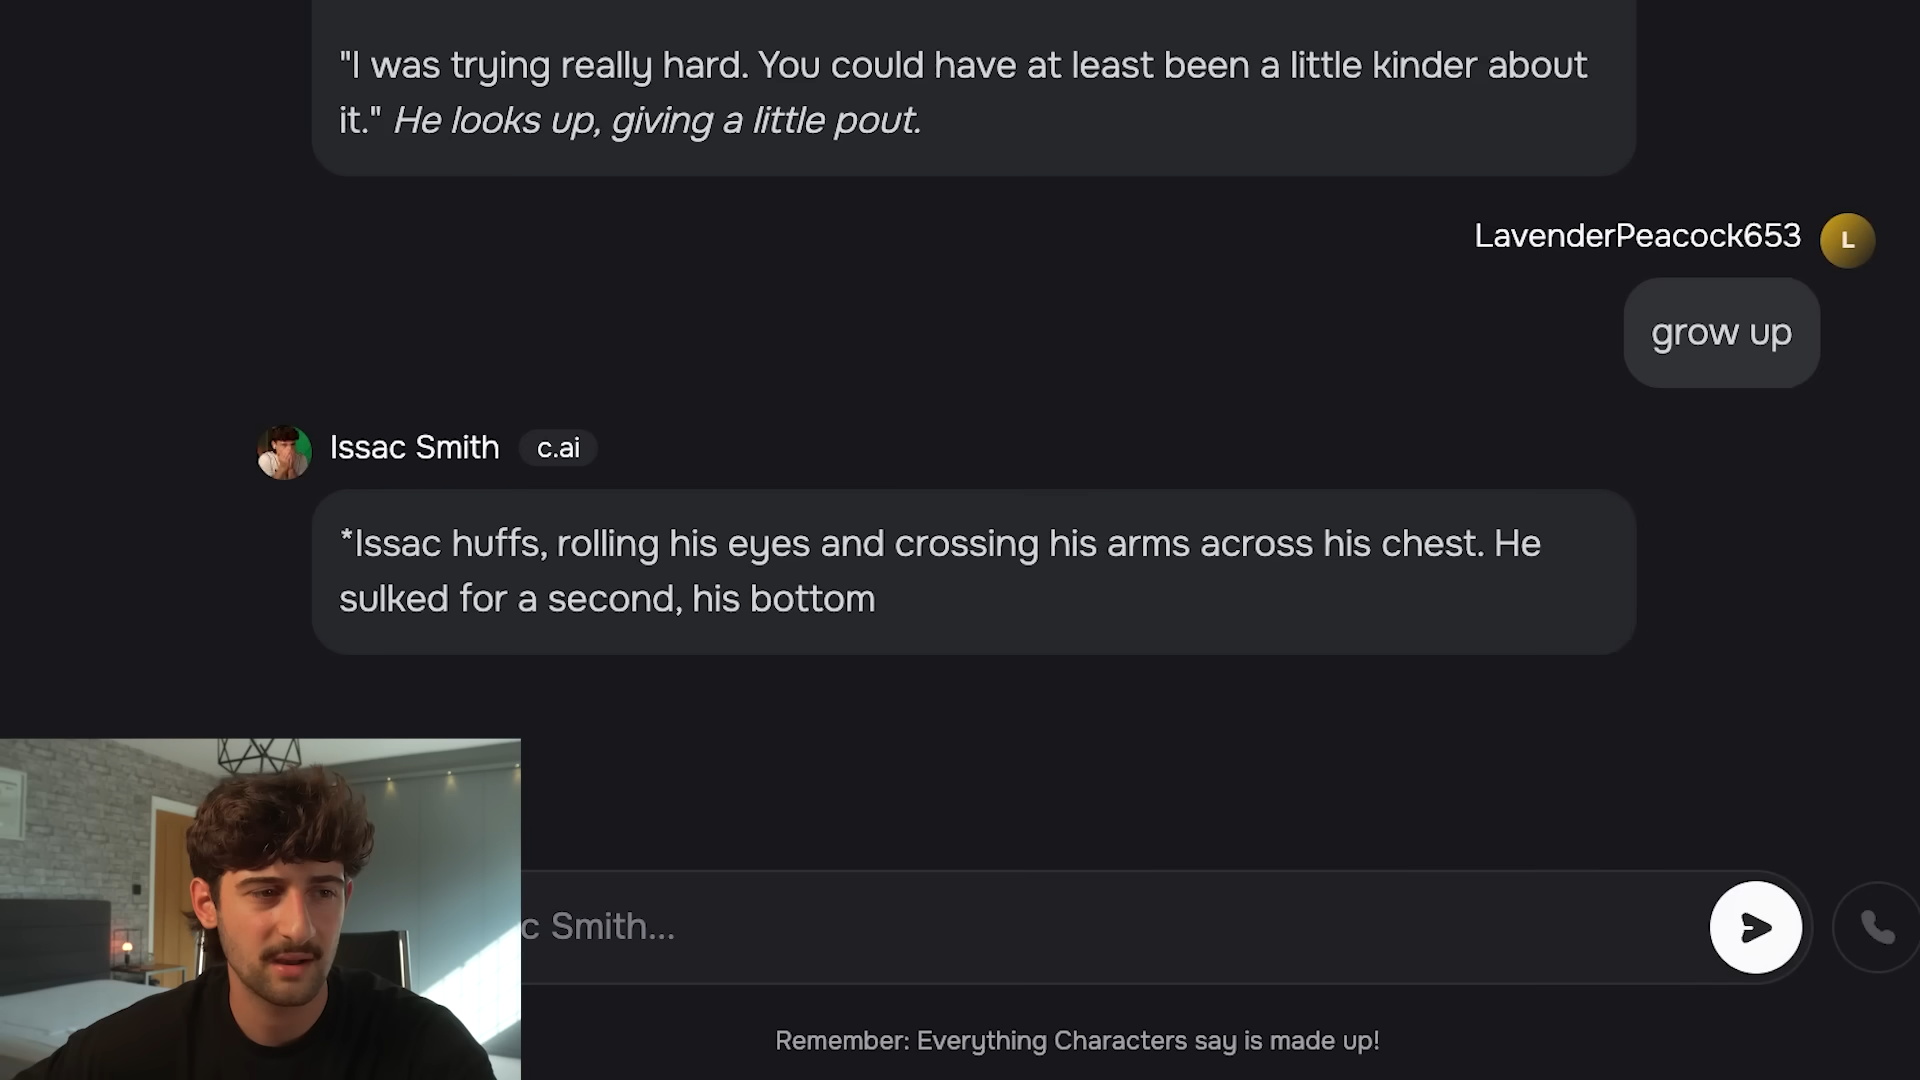 "I was trying really hard. You could have at least been a little kinder about
it." He looks up, giving a little pout.
LavenderPeacock653
L
grow up
Issac Smith c.ai
*Issac huffs, rolling his eyes and crossing his arms across his chest. He
sulked for a second, his bottom
c Smith...
Remember: Everything Characters say is made up!